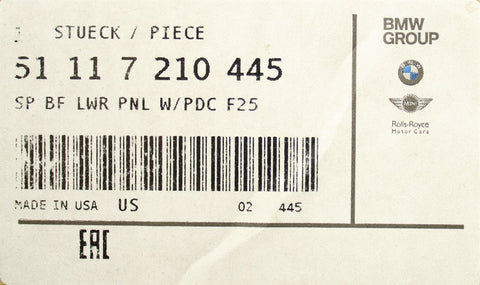 STUECK / PIECE
51 11 7 210 445
SP BF LWR PNL W/PDC F25
MADE IN USA US 02 445
EAC
BMW
GROUP
MINI
Rolls-Royce
Motor Cars